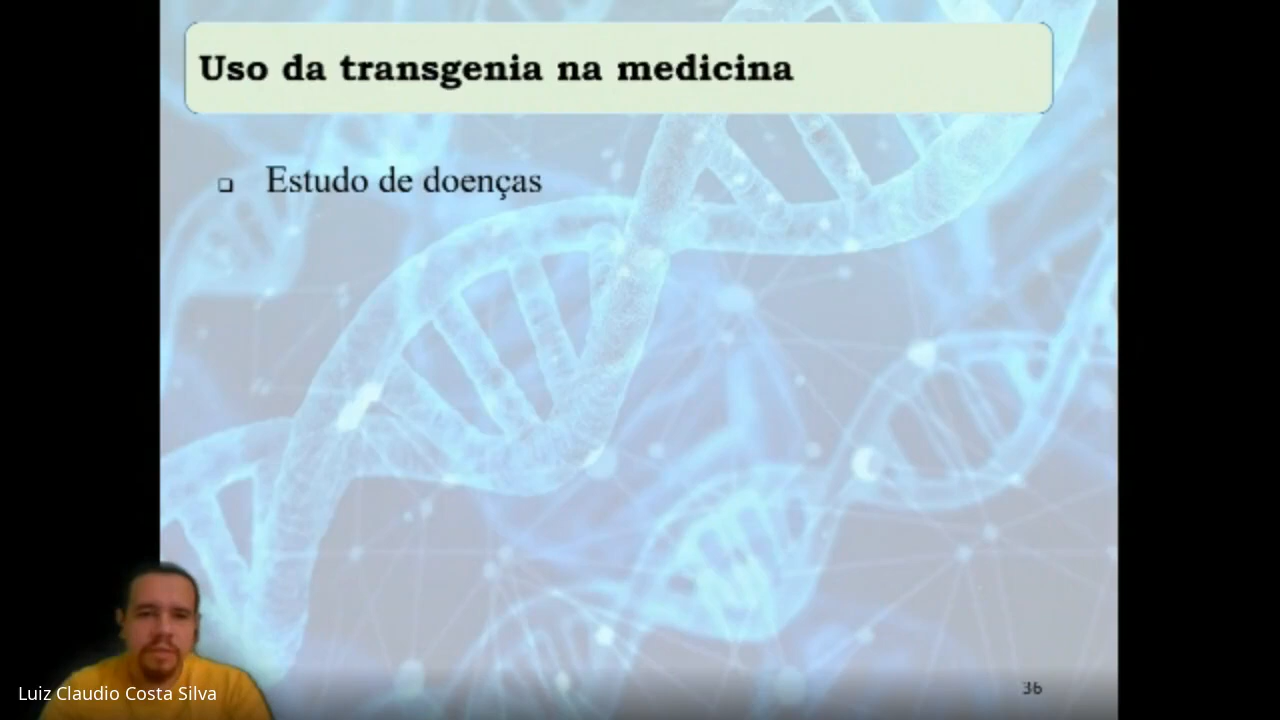 Uso da transgenia na medicina
Estudo de doenças
Luiz Claudio Costa Silva
36